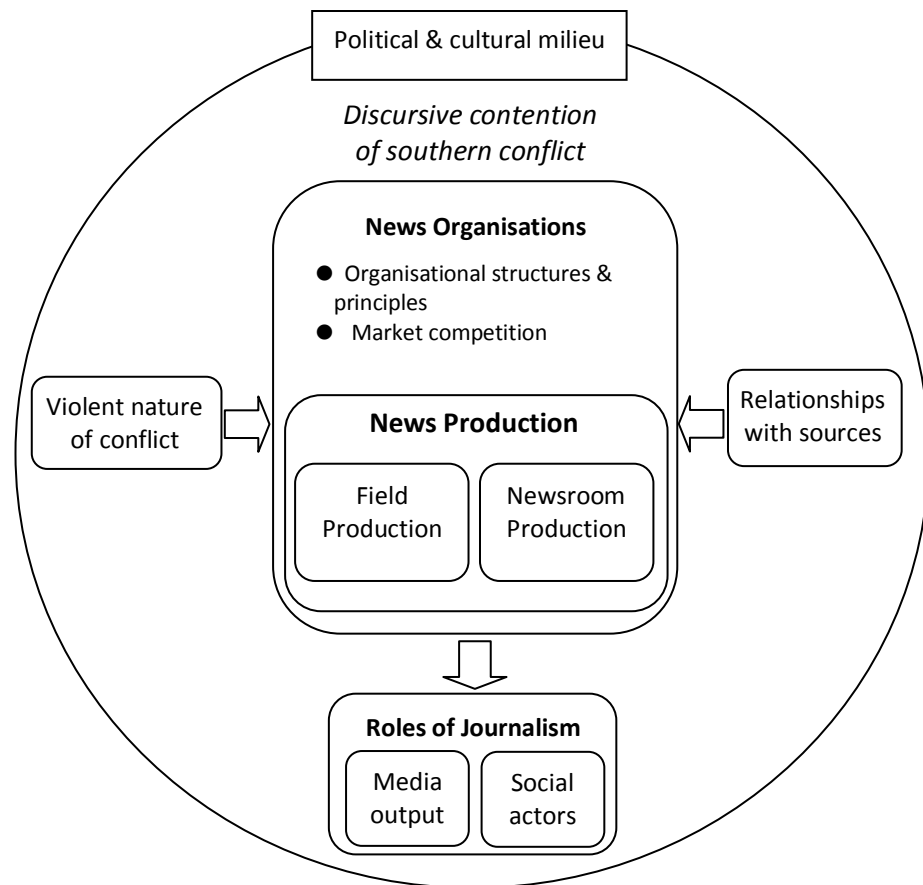 Political & cultural milieu
Discursive contention
of southern conflict
News Organisations
● Organisational structures &
principles
● Market competition
Violent nature
of conflict
Relationships
with sources
News Production
Field
Production
Newsroom
Production
Roles of Journalism
Media
output
Social
actors